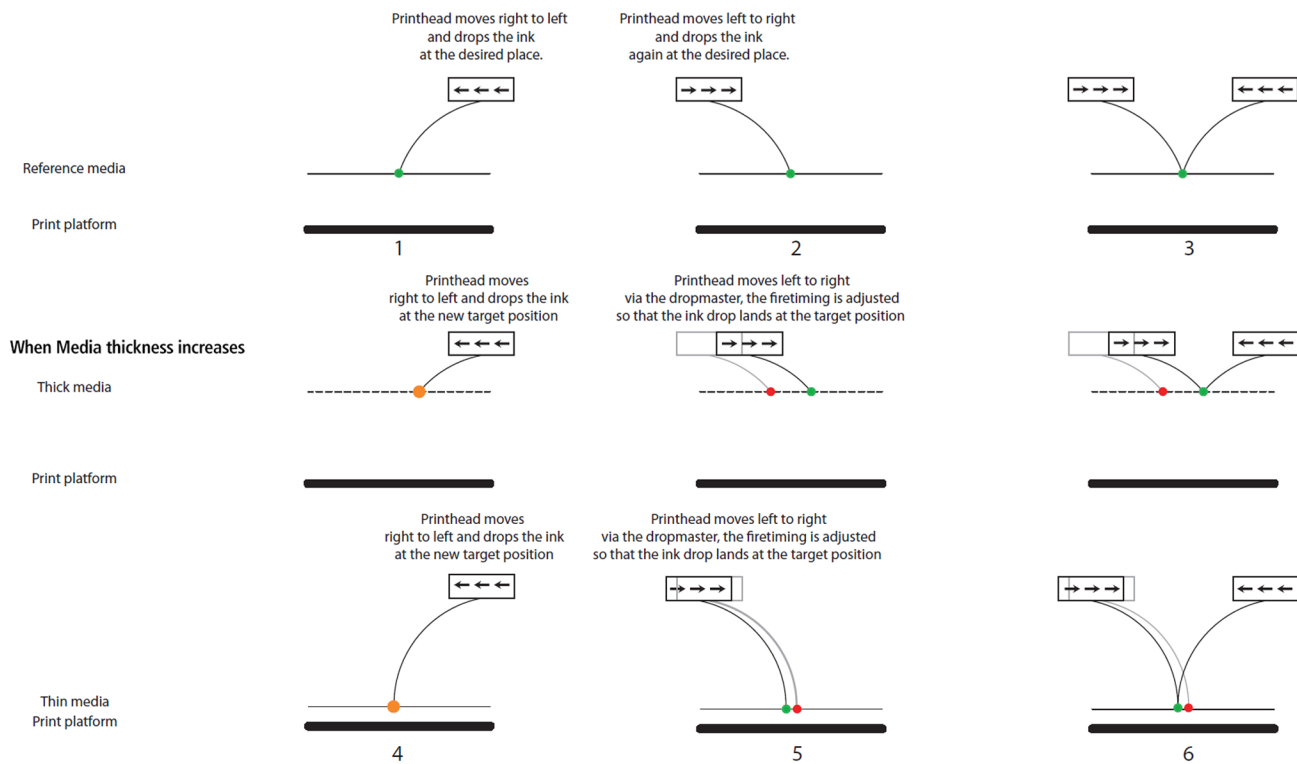 Printhead moves right to left
and drops the ink
at the desired place.
Printhead moves left to right
and drops the ink
again at the desired place.
Reference media
Print platform
1
2
3
Printhead moves
right to left and drops the ink
at the new target position
Printhead moves left to right
via the dropmaster, the firetiming is adjusted
so that the ink drop lands at the target position
When Media thickness increases
Thick media
Print platform
Printhead moves
right to left and drops the ink
at the new target position
Printhead moves left to right
via the dropmaster, the firetiming is adjusted
so that the ink drop lands at the target position
Thin media
Print platform
4
5
6